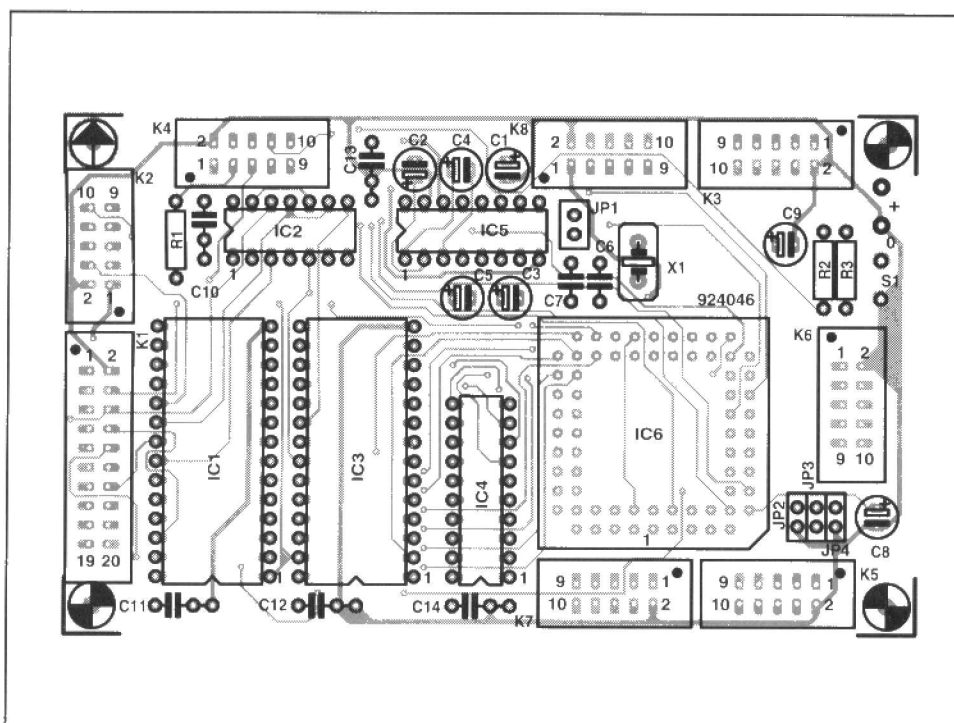 K4
2 10
1 9
C13
C2 C4 C1
K8
2 10
1 9
9 1
10 2
K3
K2
10 9
2 1
R1
C10
IC2
1
IC5
1
JP1
C6
C7
X1
C9
+
0
R2
R3
S1
C5 C3
924046
K1
1 2
19 20
IC1
1
IC3
1
IC4
1
IC6
1
K6
1 2
9 10
JP3
JP2
JP4
C8
C11
C12
C14
K7
9 1
10 2
K5
9 1
10 2